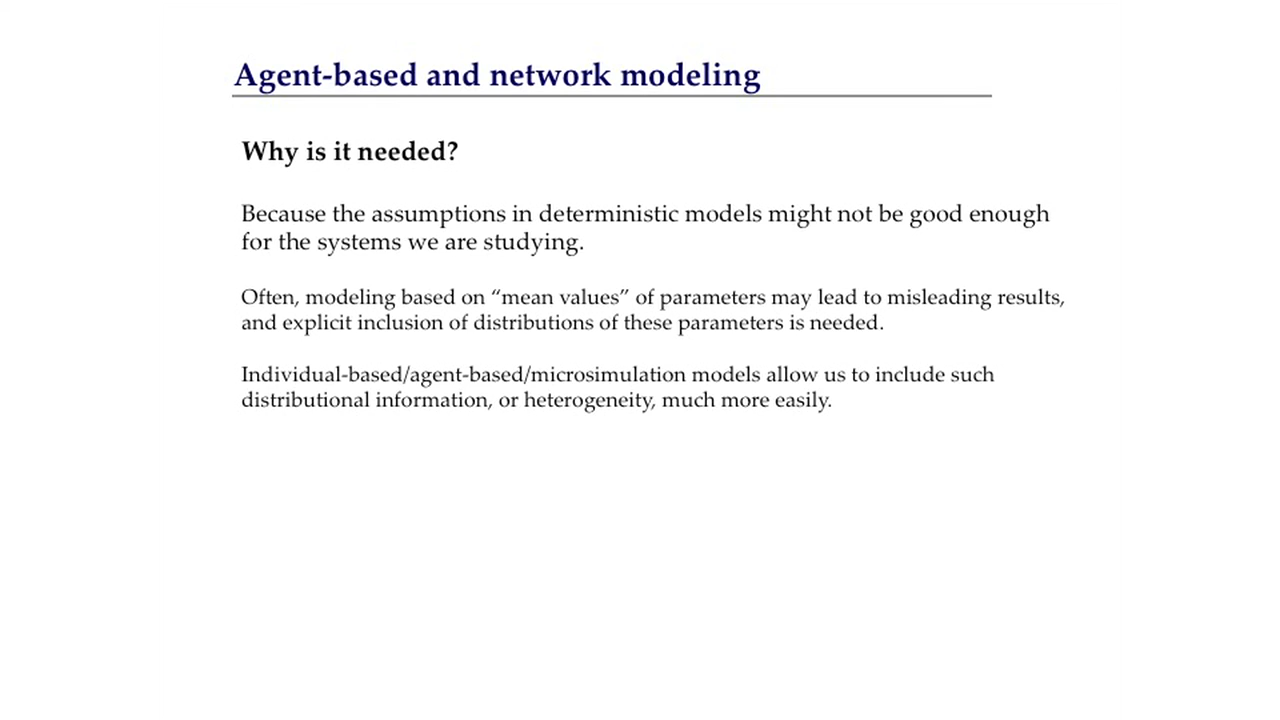 Agent-based and network modeling
Why is it needed?
Because the assumptions in deterministic models might not be good enough
for the systems we are studying.
Often, modeling based on “mean values” of parameters may lead to misleading results,
and explicit inclusion of distributions of these parameters is needed.
Individual-based/agent-based/microsimulation models allow us to include such
distributional information, or heterogeneity, much more easily.